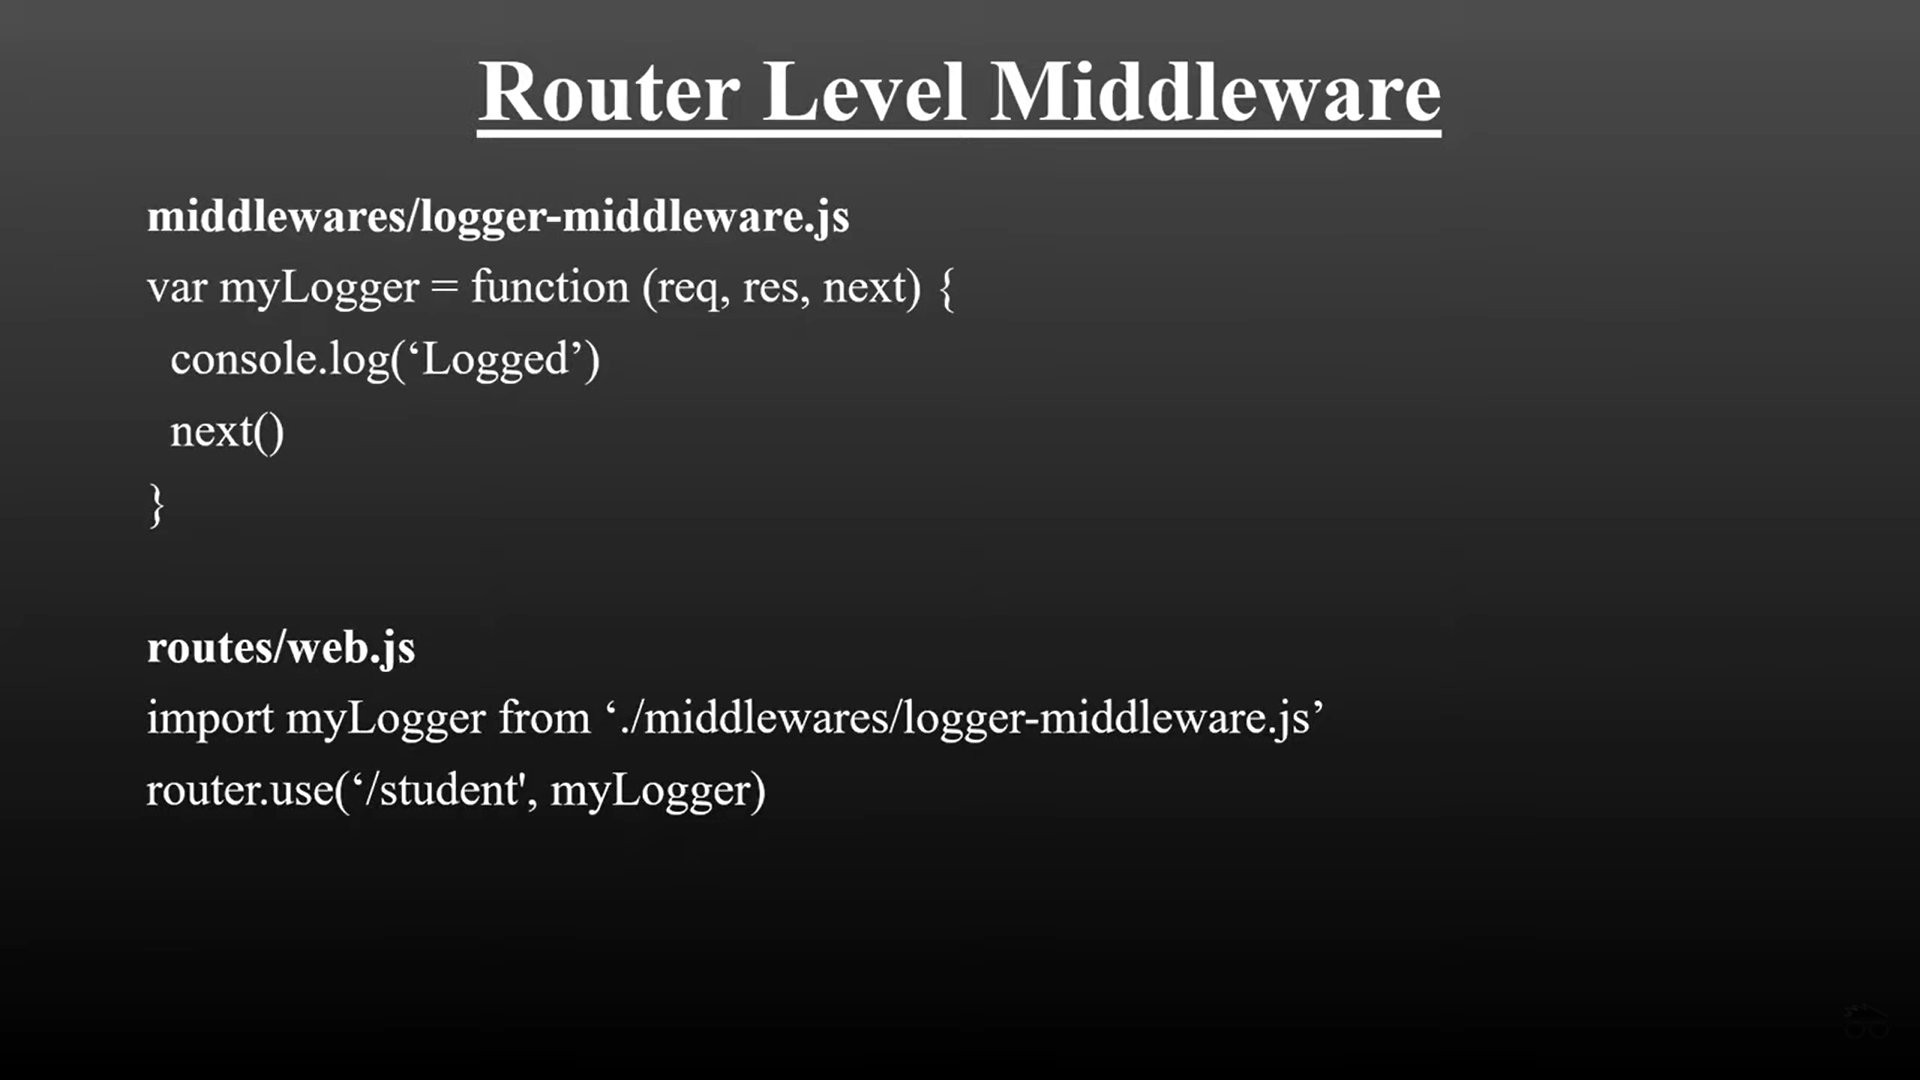 Router Level Middleware
middlewares/logger-middleware.js
var myLogger = function (req, res, next) {
console.log(‘Logged’)
next()
}
routes/web.js
import myLogger from ‘./middlewares/logger-middleware.js’
router.use(‘/student', myLogger)